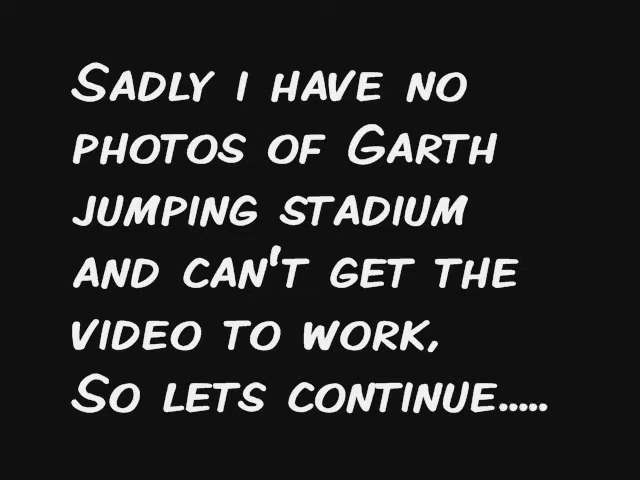 Sadly i have no
photos of Garth
jumping stadium
and can't get the
video to work,
So lets continue.....